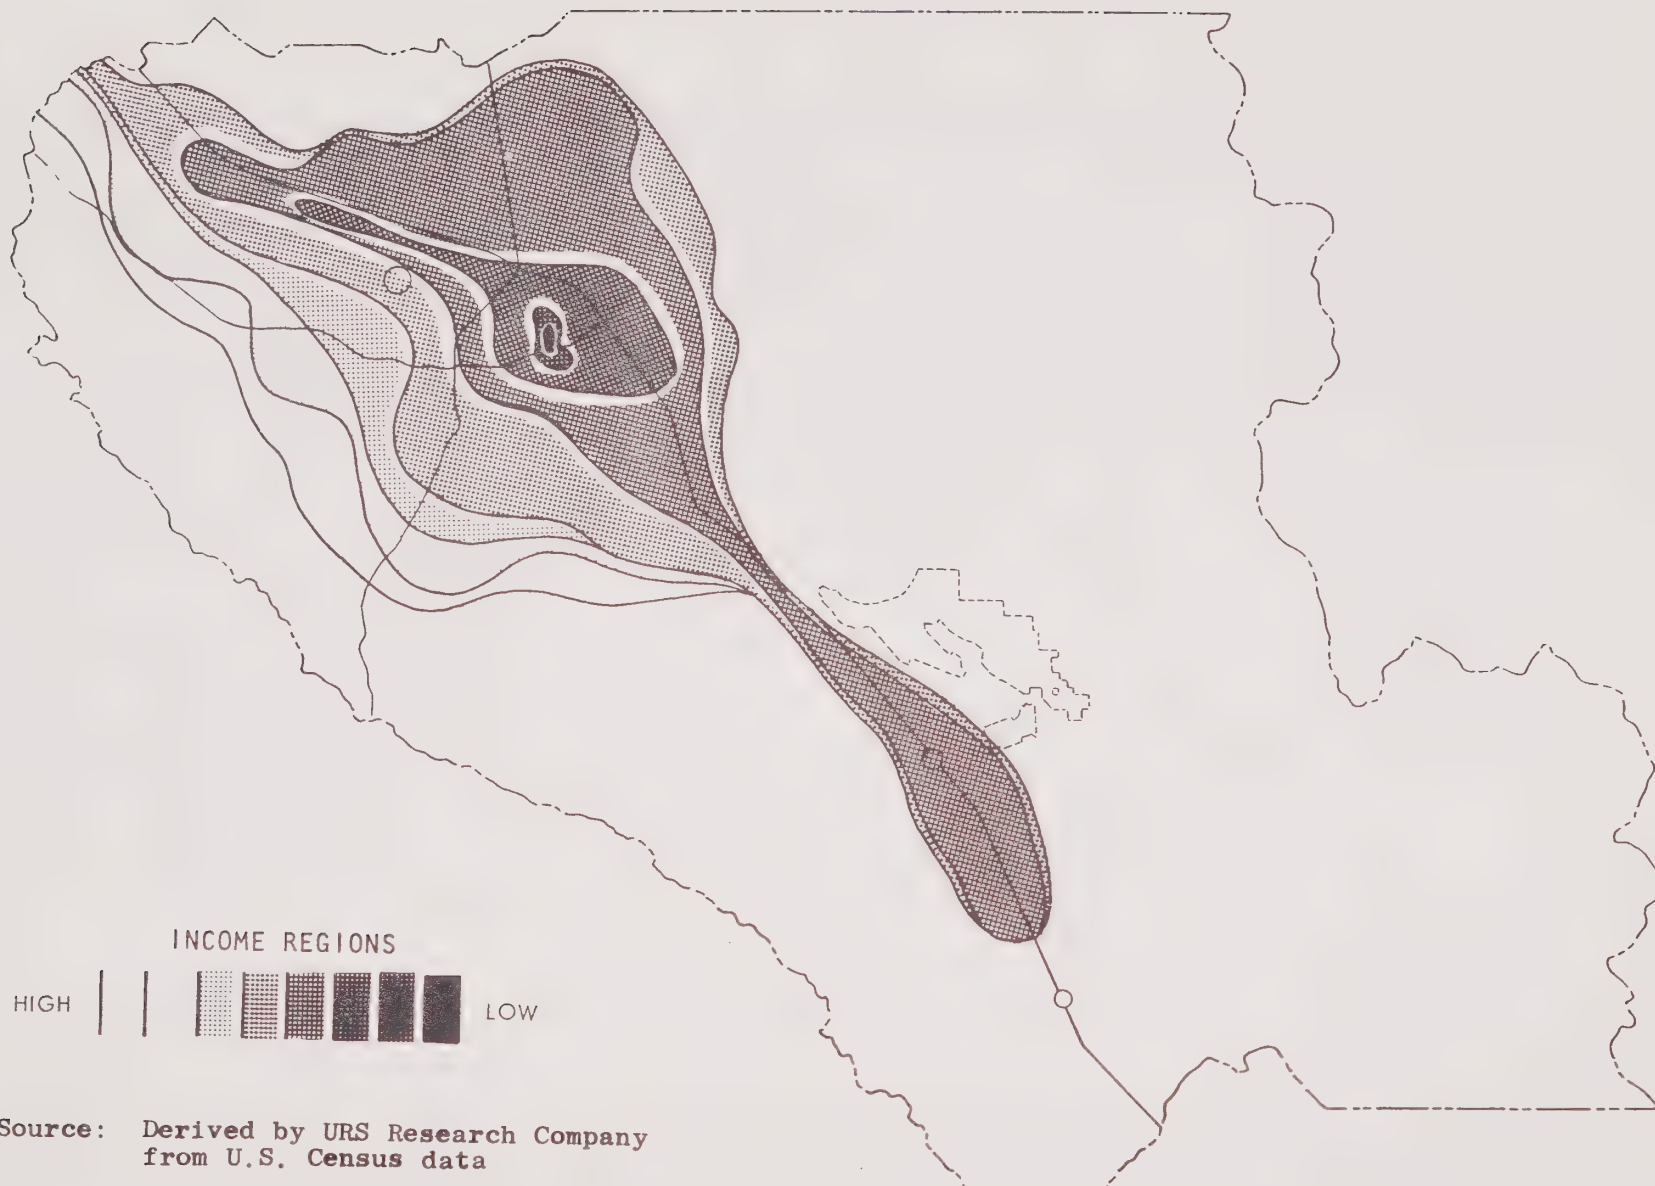 INCOME REGIONS
HIGH LOW
Source: Derived by URS Research Company
from U.S. Census data